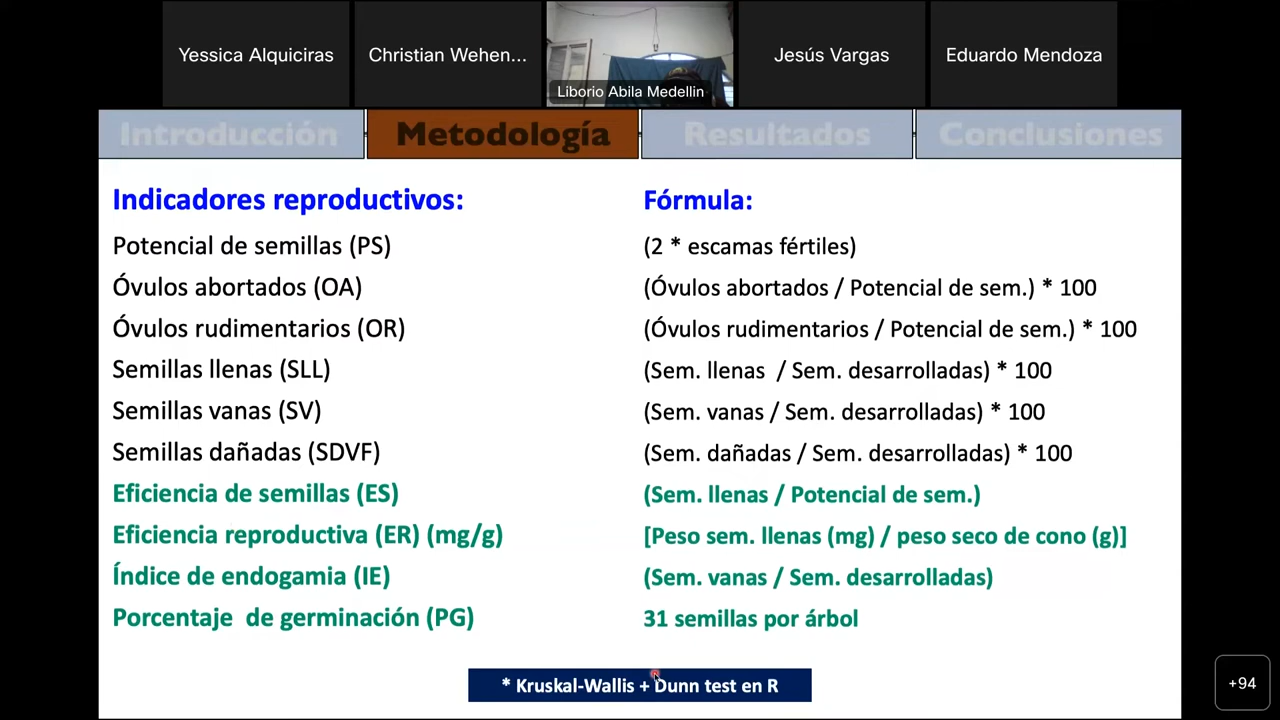 Yessica Alquiciras
Christian Wehen...
Liborio Abila Medellin
Jesús Vargas
Eduardo Mendoza
Introducción
Metodología
Resultados
Conclusiones
Indicadores reproductivos: Fórmula:
Potencial de semillas (PS) (2 * escamas fértiles)
Óvulos abortados (OA) (Óvulos abortados / Potencial de sem.) * 100
Óvulos rudimentarios (OR) (Óvulos rudimentarios / Potencial de sem.) * 100
Semillas llenas (SLL) (Sem. llenas / Sem. desarrolladas) * 100
Semillas vanas (SV) (Sem. vanas / Sem. desarrolladas) * 100
Semillas dañadas (SDVF) (Sem. dañadas / Sem. desarrolladas) * 100
Eficiencia de semillas (ES) (Sem. llenas / Potencial de sem.)
Eficiencia reproductiva (ER) (mg/g) [Peso sem. llenas (mg) / peso seco de cono (g)]
Índice de endogamia (IE) (Sem. vanas / Sem. desarrolladas)
Porcentaje de germinación (PG) 31 semillas por árbol
* Kruskal-Wallis + Dunn test en R
+94